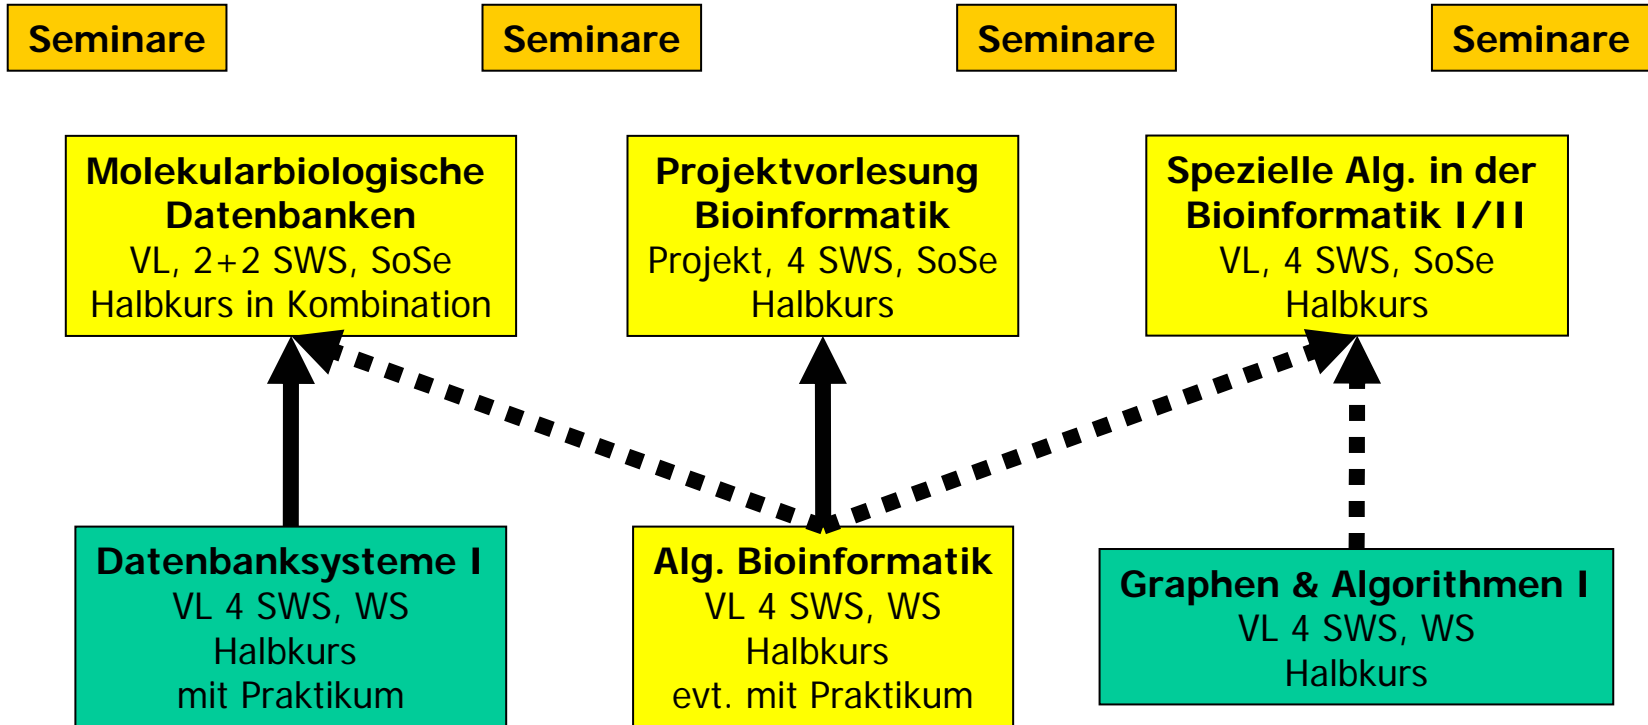 Seminare
Seminare
Seminare
Seminare
Molekularbiologische
Datenbanken
VL, 2+2 SWS, SoSe
Halbkurs in Kombination
Projektvorlesung
Bioinformatik
Projekt, 4 SWS, SoSe
Halbkurs
Spezielle Alg. in der
Bioinformatik I/II
VL, 4 SWS, SoSe
Halbkurs
Datenbanksysteme I
VL 4 SWS, WS
Halbkurs
mit Praktikum
Alg. Bioinformatik
VL 4 SWS, WS
Halbkurs
evt. mit Praktikum
Graphen & Algorithmen I
VL 4 SWS, WS
Halbkurs